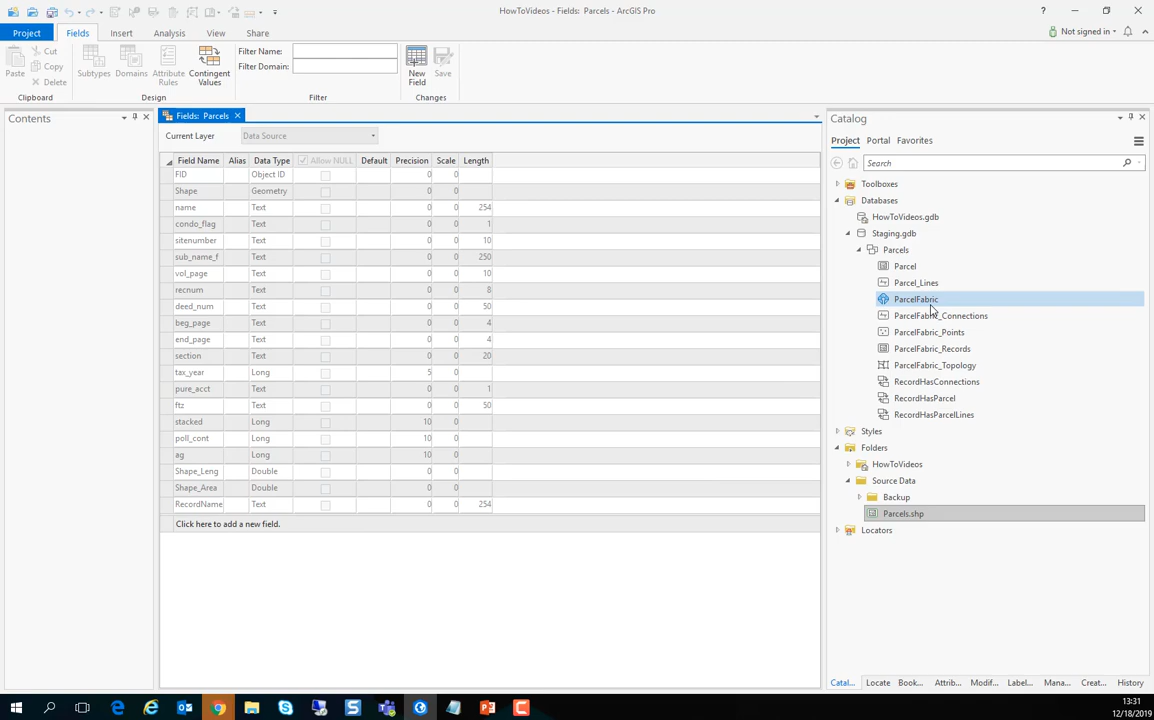 HowToVideos - Fields: Parcels - ArcGIS Pro
?
Project
Fields
Insert
Analysis
View
Share
Not signed in
Paste
Cut
Copy
Delete
Clipboard
Subtypes
Domains
Attribute Rules
Contingent Values
Design
Filter Name:
Filter Domain:
Filter
New Field
Save
Changes
Contents
Fields: Parcels
Current Layer
Data Source
Field Name Alias Data Type Allow NULL Default Precision Scale Length
FID Object ID 0 0
Shape Geometry 0 0
name Text 0 0 254
condo_flag Text 0 0 1
sitenumber Text 0 0 10
sub_name_f Text 0 0 250
vol_page Text 0 0 10
recnum Text 0 0 8
deed_num Text 0 0 50
beg_page Text 0 0 4
end_page Text 0 0 4
section Text 0 0 20
tax_year Long 5 0
pure_acct Text 0 0 1
ftz Text 0 0 50
stacked Long 10 0
poll_cont Long 10 0
ag Long 10 0
Shape_Leng Double 0 0
Shape_Area Double 0 0
RecordName Text 0 0 254
Click here to add a new field.
Catalog
Project Portal Favorites
Search
Toolboxes
Databases
HowToVideos.gdb
Staging.gdb
Parcels
Parcel
Parcel_Lines
ParcelFabric
ParcelFabric_Connections
ParcelFabric_Points
ParcelFabric_Records
ParcelFabric_Topology
RecordHasConnections
RecordHasParcel
RecordHasParcelLines
Styles
Folders
HowToVideos
Source Data
Backup
Parcels.shp
Locators
Catal... Locate Book... Attrib... Modif... Label... Mana... Creat... History
13:31
12/18/2019